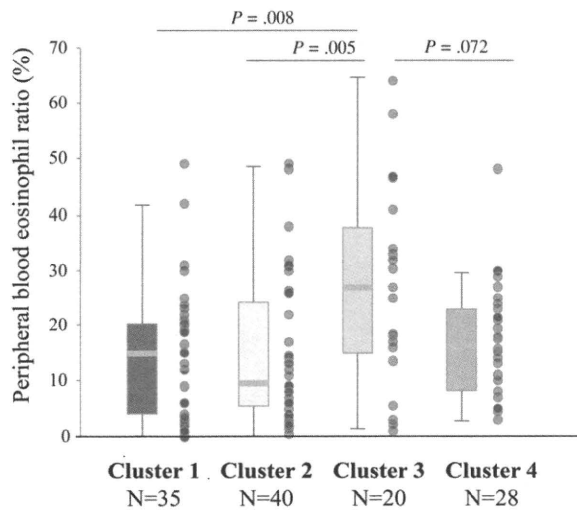 P = .008
P = .005
P = .072
Peripheral blood eosinophil ratio (%)
70
60
50
40
30
20
10
0
Cluster 1 Cluster 2 Cluster 3 Cluster 4
N=35 N=40 N=20 N=28